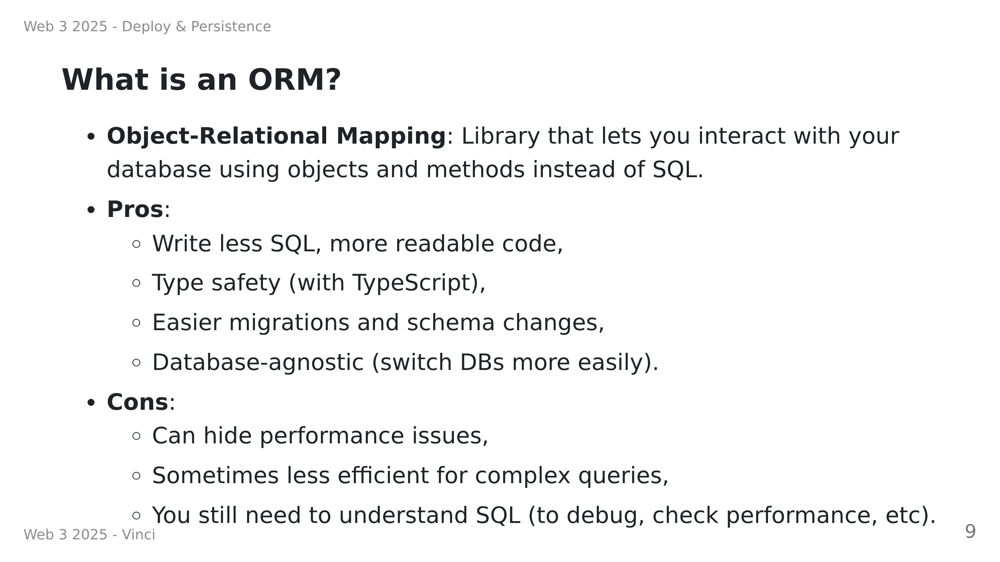 Web 3 2025 - Deploy & Persistence
What is an ORM?
• Object-Relational Mapping: Library that lets you interact with your
database using objects and methods instead of SQL.
• Pros:
○ Write less SQL, more readable code,
○ Type safety (with TypeScript),
○ Easier migrations and schema changes,
○ Database-agnostic (switch DBs more easily).
• Cons:
○ Can hide performance issues,
○ Sometimes less efficient for complex queries,
○ You still need to understand SQL (to debug, check performance, etc).
Web 3 2025 - Vinci
9